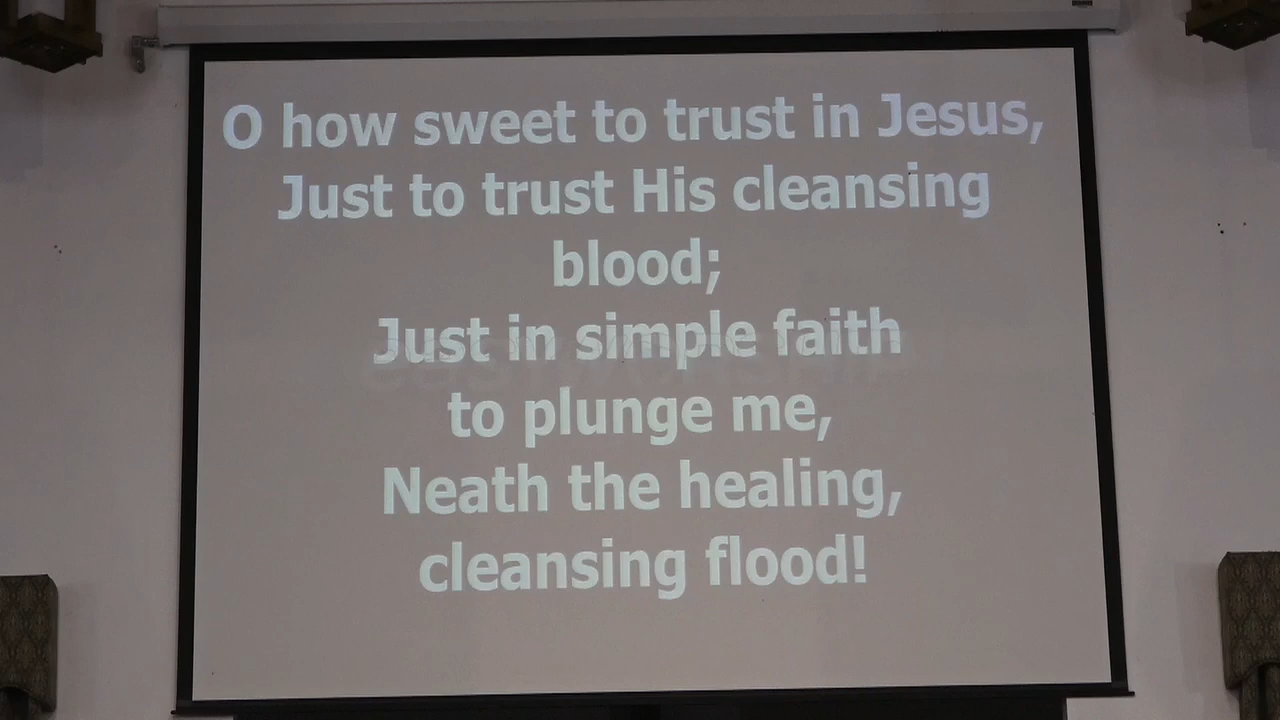 O how sweet to trust in Jesus,
Just to trust His cleansing
blood;
Just in simple faith
to plunge me,
Neath the healing,
cleansing flood!